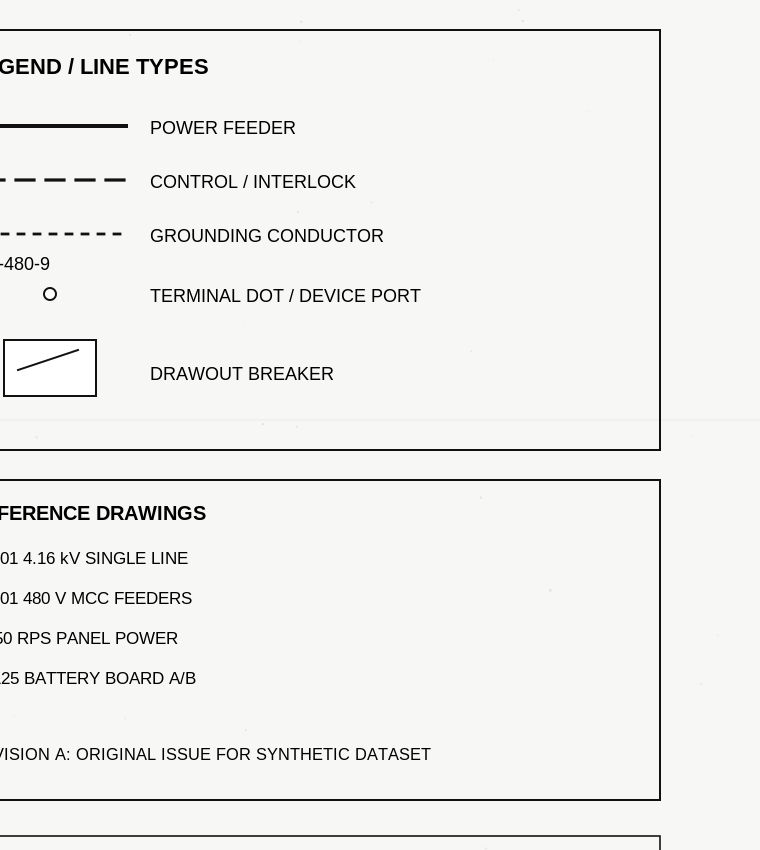 GEND / LINE TYPES
POWER FEEDER
CONTROL / INTERLOCK
GROUNDING CONDUCTOR
-480-9
TERMINAL DOT / DEVICE PORT
DRAWOUT BREAKER
FERENCE DRAWINGS
01 4.16 kV SINGLE LINE
01 480 V MCC FEEDERS
50 RPS PANEL POWER
125 BATTERY BOARD A/B
VISION A: ORIGINAL ISSUE FOR SYNTHETIC DATASET